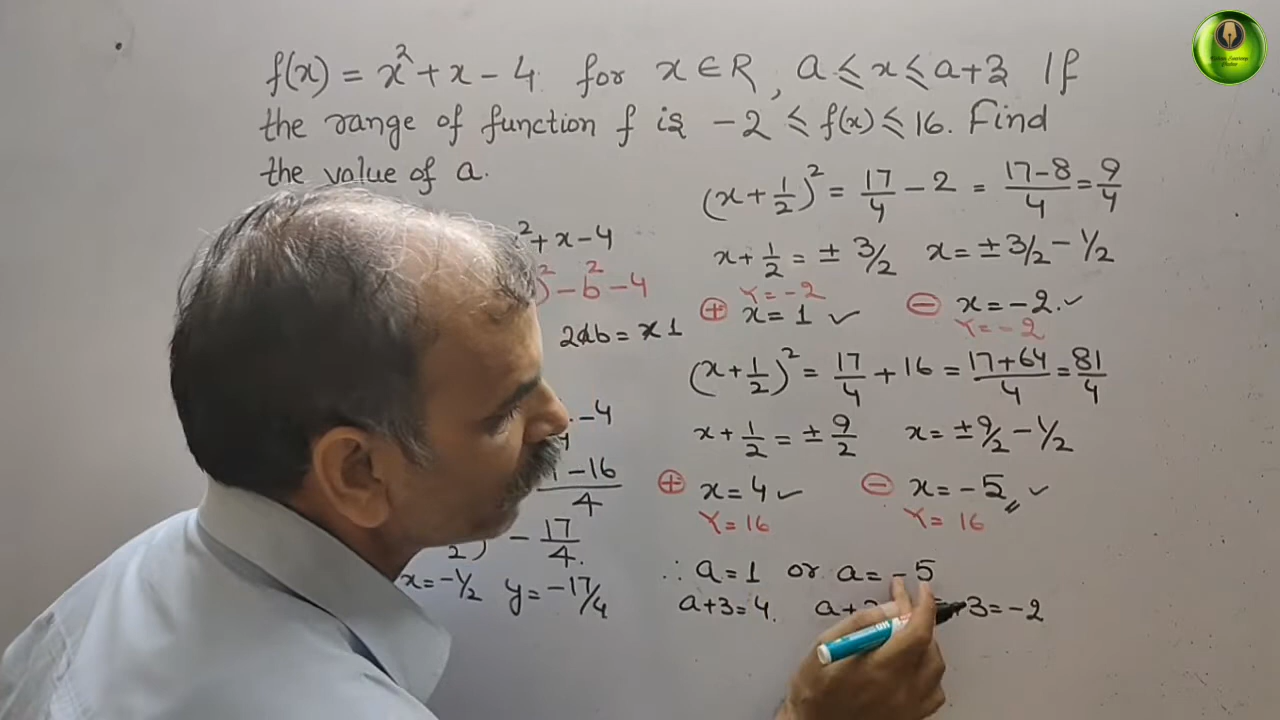 f(x) = x² + x - 4 for x ∈ R, a ≤ x ≤ a+3 If
the range of function f is -2 ≤ f(x) ≤ 16. Find
the value of a.
² + x - 4
)² - b² - 4
2ab = x 1
. - 4
- 16
4
- 17/4.
x = -1/2 y = -17/4
(x + 1/2)² = 17/4 - 2 = (17-8)/4 = 9/4
x + 1/2 = ± 3/2 x = ± 3/2 - 1/2
Y = -2
⊕ x = 1 ✓ ⊖ x = -2. ✓
Y = -2
(x + 1/2)² = 17/4 + 16 = (17+64)/4 = 81/4
x + 1/2 = ± 9/2 x = ± 9/2 - 1/2
⊕ x = 4 ✓ ⊖ x = -5 ✓
Y = 16 Y = 16
∴ a = 1 or a = -5
a+3 = 4. a+ +3 = -2